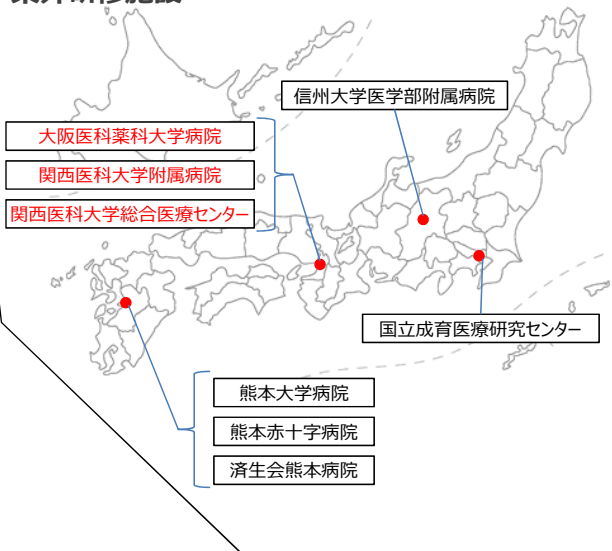 信州大学医学部附属病院
大阪医科薬科大学病院
関西医科大学附属病院
関西医科大学総合医療センター
国立成育医療研究センター
熊本大学病院
熊本赤十字病院
済生会熊本病院